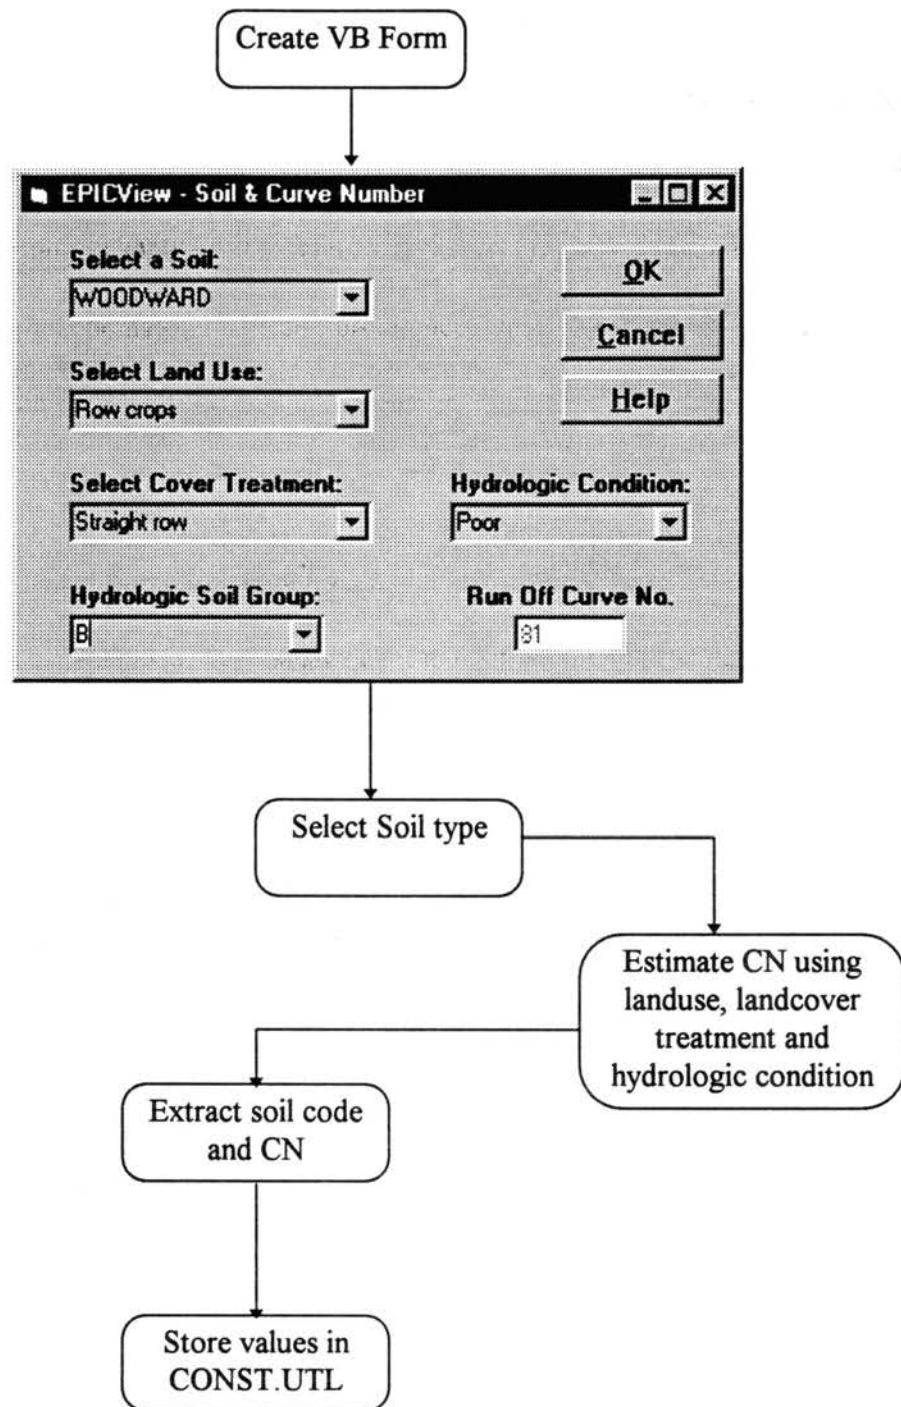 Create VB Form
EPICView - Soil & Curve Number
Select a Soil:
WOODWARD
OK
Cancel
Select Land Use:
Row crops
Help
Select Cover Treatment:
Hydrologic Condition:
Straight row
Poor
Hydrologic Soil Group:
Run Off Curve No.
B
81
Select Soil type
Estimate CN using
landuse, landcover
treatment and
hydrologic condition
Extract soil code
and CN
Store values in
CONST.UTL